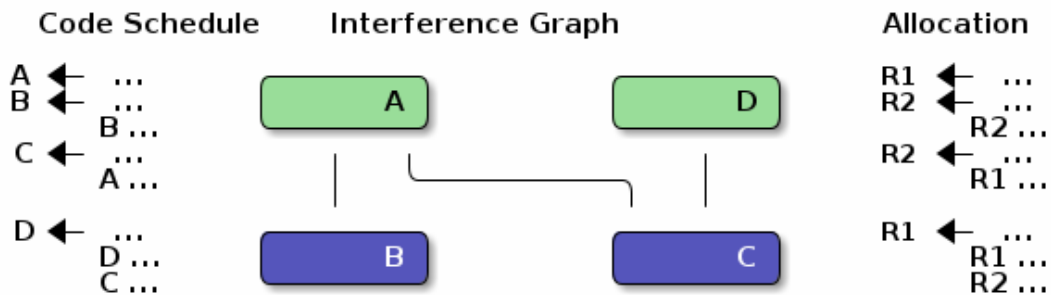 Code Schedule Interference Graph Allocation
A ... R1 ...
B ... A D R2 ...
B ... R2 ...
C ... R2 ...
A ... R1 ...
D ... R1 ...
D ... B C R1 ...
C ... R2 ...